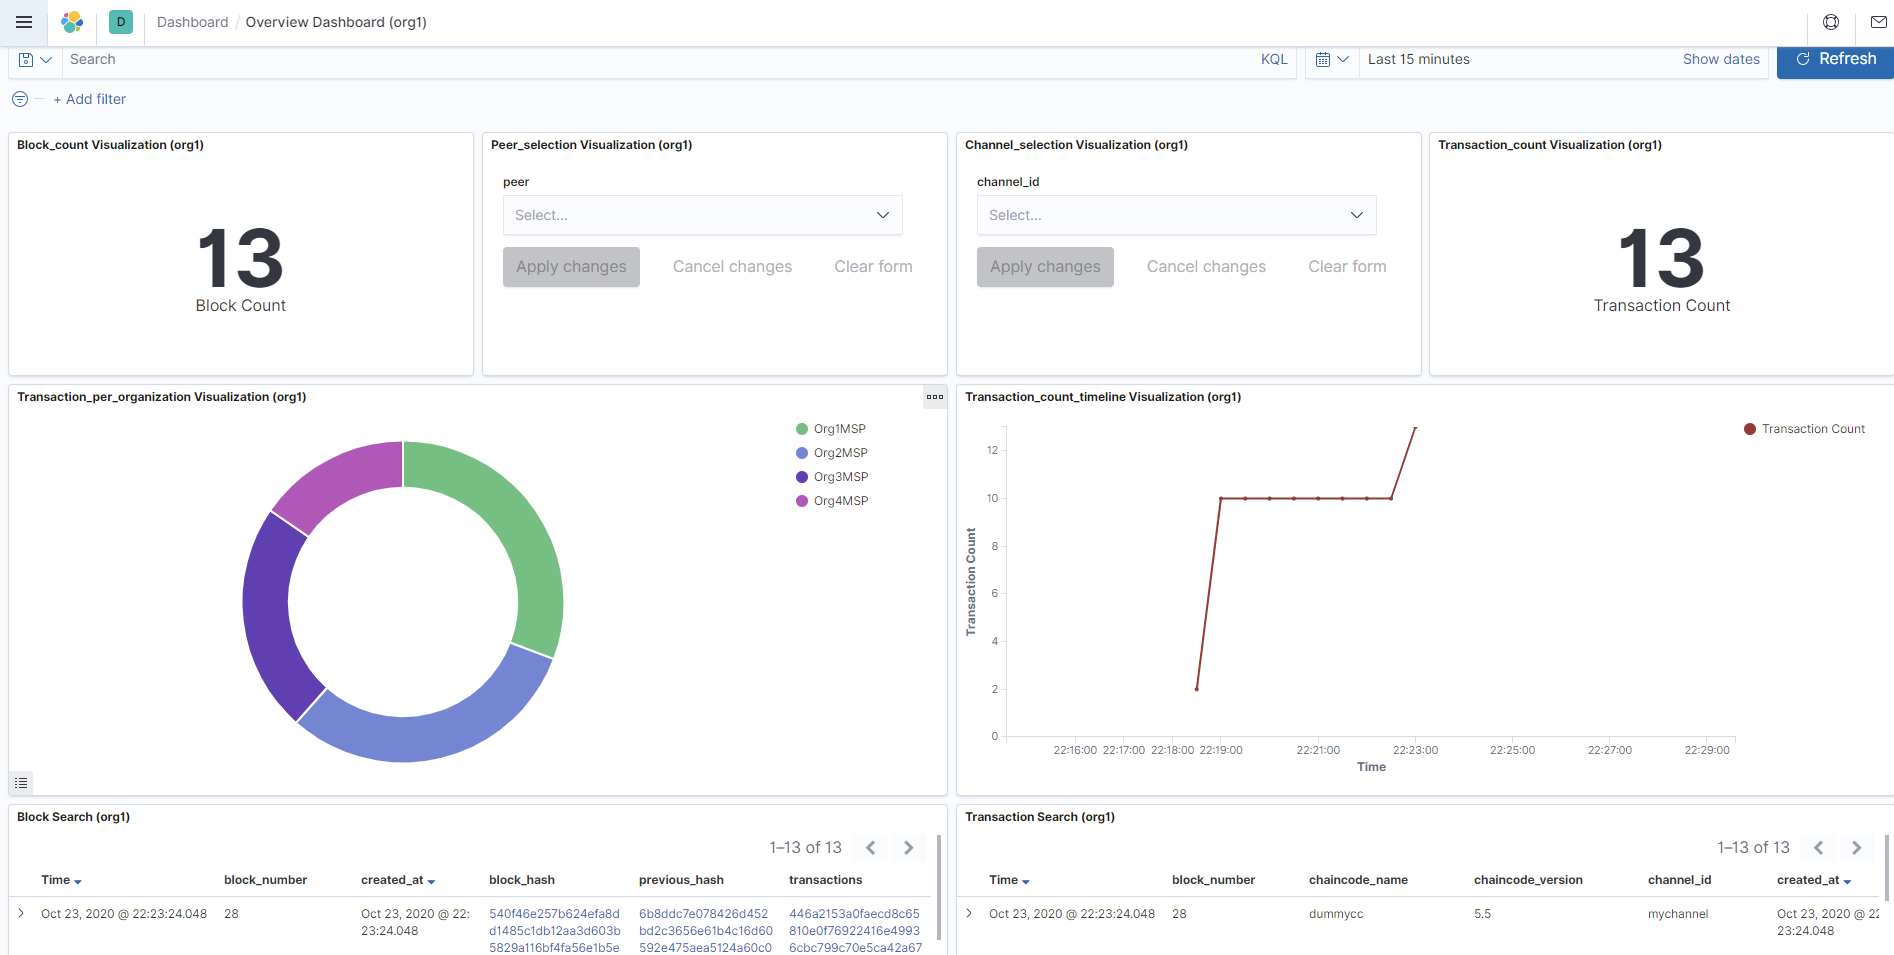 D Dashboard / Overview Dashboard (org1)
Search KQL Last 15 minutes Show dates Refresh
+ Add filter
Block_count Visualization (org1)
13
Block Count
Peer_selection Visualization (org1)
peer
Select...
Apply changes Cancel changes Clear form
Channel_selection Visualization (org1)
channel_id
Select...
Apply changes Cancel changes Clear form
Transaction_count Visualization (org1)
13
Transaction Count
Transaction_per_organization Visualization (org1)
Org1MSP
Org2MSP
Org3MSP
Org4MSP
Transaction_count_timeline Visualization (org1)
Transaction Count
12
10
8
6
4
2
0
Transaction Count
22:16:00 22:17:00 22:18:00 22:19:00 22:21:00 22:23:00 22:25:00 22:27:00 22:29:00
Time
Block Search (org1)
1–13 of 13
Time block_number created_at block_hash previous_hash transactions
Oct 23, 2020 @ 22:23:24.048 28 Oct 23, 2020 @ 22: 540f46e257b624efa8d 6b8ddc7e078426d452 446a2153a0faecd8c65
23:24.048 d1485c1db12aa3d603b bd2c3656e61b4c16d60 810e0f76922416e4993
5829a116bf4fa56e1b5e 592e475aea5124a60c0 6cbc799c70e5ca42a67
Transaction Search (org1)
1–13 of 13
Time block_number chaincode_name chaincode_version channel_id created_at
Oct 23, 2020 @ 22:23:24.048 28 dummycc 5.5 mychannel Oct 23, 2020 @ 22:
23:24.048